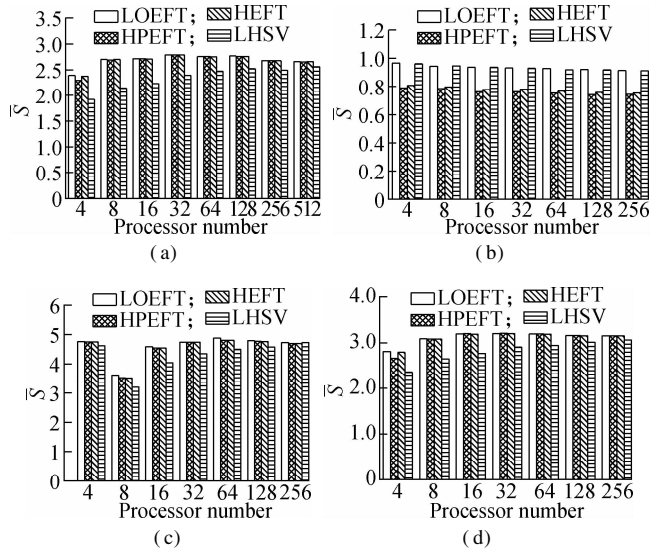 LOEFT; HEFT
HPEFT; LHSV
3.5
3.0
2.5
2.0
1.5
1.0
0.5
0
S̅
4 8 16 32 64 128 256 512
Processor number
(a)
LOEFT; HEFT
HPEFT; LHSV
1.2
1.0
0.8
0.6
0.4
0.2
0
S̅
4 8 16 32 64 128 256
Processor number
(b)
LOEFT; HEFT
HPEFT; LHSV
6
5
4
3
2
1
0
S̅
4 8 16 32 64 128 256
Processor number
(c)
LOEFT; HEFT
HPEFT; LHSV
4.0
3.0
2.0
1.0
0
S̅
4 8 16 32 64 128 256
Processor number
(d)